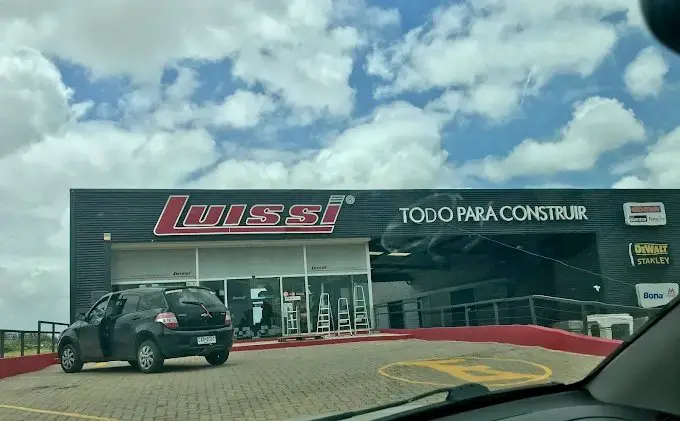 Luissi
TODO PARA CONSTRUIR
DEWALT
STANLEY
Bona
E